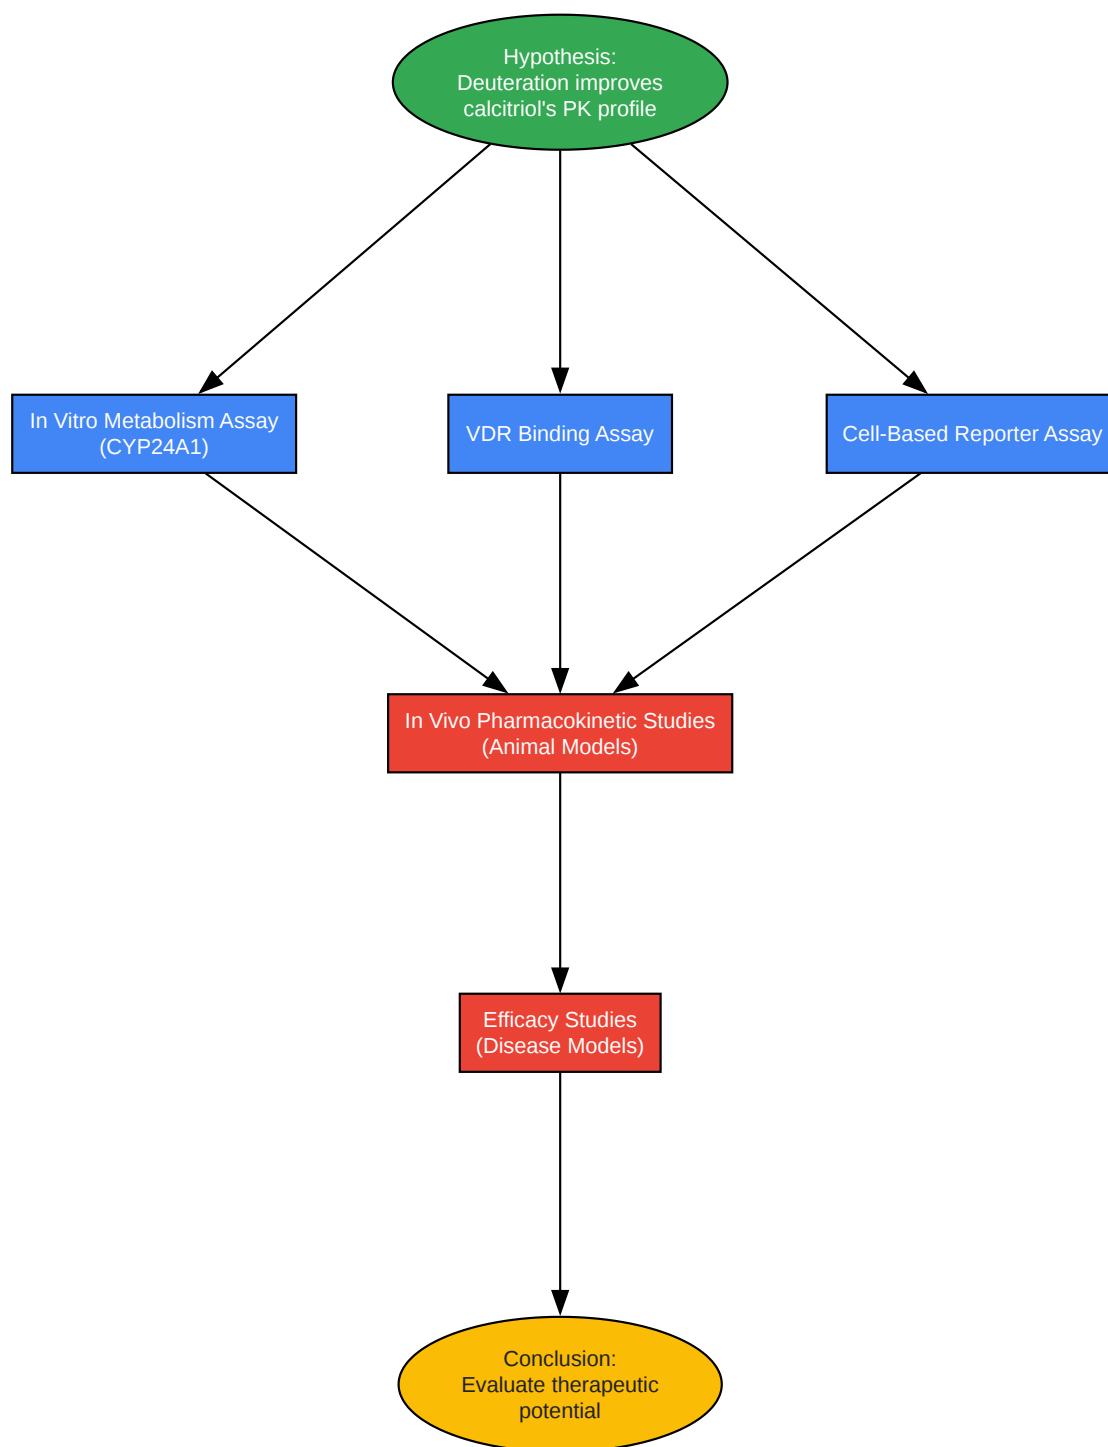 Hypothesis:
Deuteration improves
calcitriol's PK profile
In Vitro Metabolism Assay
(CYP24A1)
VDR Binding Assay
Cell-Based Reporter Assay
In Vivo Pharmacokinetic Studies
(Animal Models)
Efficacy Studies
(Disease Models)
Conclusion:
Evaluate therapeutic
potential